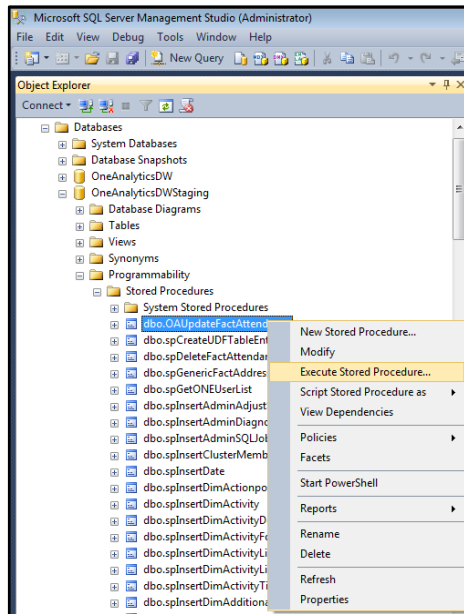 Microsoft SQL Server Management Studio (Administrator)
File Edit View Debug Tools Window Help
New Query
Object Explorer
Connect
Databases
System Databases
Database Snapshots
OneAnalyticsDW
OneAnalyticsDWStaging
Database Diagrams
Tables
Views
Synonyms
Programmability
Stored Procedures
System Stored Procedures
dbo.OAUpdateFactAttend
dbo.spCreateUDFTableEnt
dbo.spDeleteFactAttendar
dbo.spGenericFactAddres
dbo.spGetONEUserList
dbo.spInsertAdminAdjust
dbo.spInsertAdminDiagno
dbo.spInsertAdminSQLJob
dbo.spInsertClusterMemb
dbo.spInsertDate
dbo.spInsertDimActionpo
dbo.spInsertDimActivity
dbo.spInsertDimActivityD
dbo.spInsertDimActivityFo
dbo.spInsertDimActivityLi
dbo.spInsertDimActivityLi
dbo.spInsertDimActivityTi
dbo.spInsertDimAdditiona
New Stored Procedure...
Modify
Execute Stored Procedure...
Script Stored Procedure as
View Dependencies
Policies
Facets
Start PowerShell
Reports
Rename
Delete
Refresh
Properties